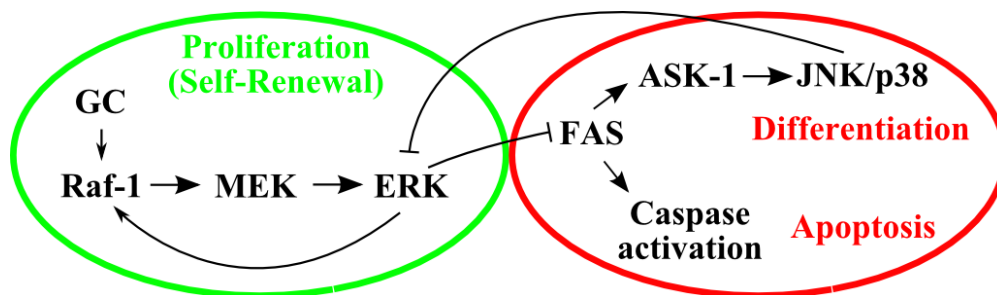 Proliferation
(Self-Renewal)
GC
Raf-1
MEK
ERK
FAS
ASK-1
JNK/p38
Differentiation
Caspase
activation
Apoptosis